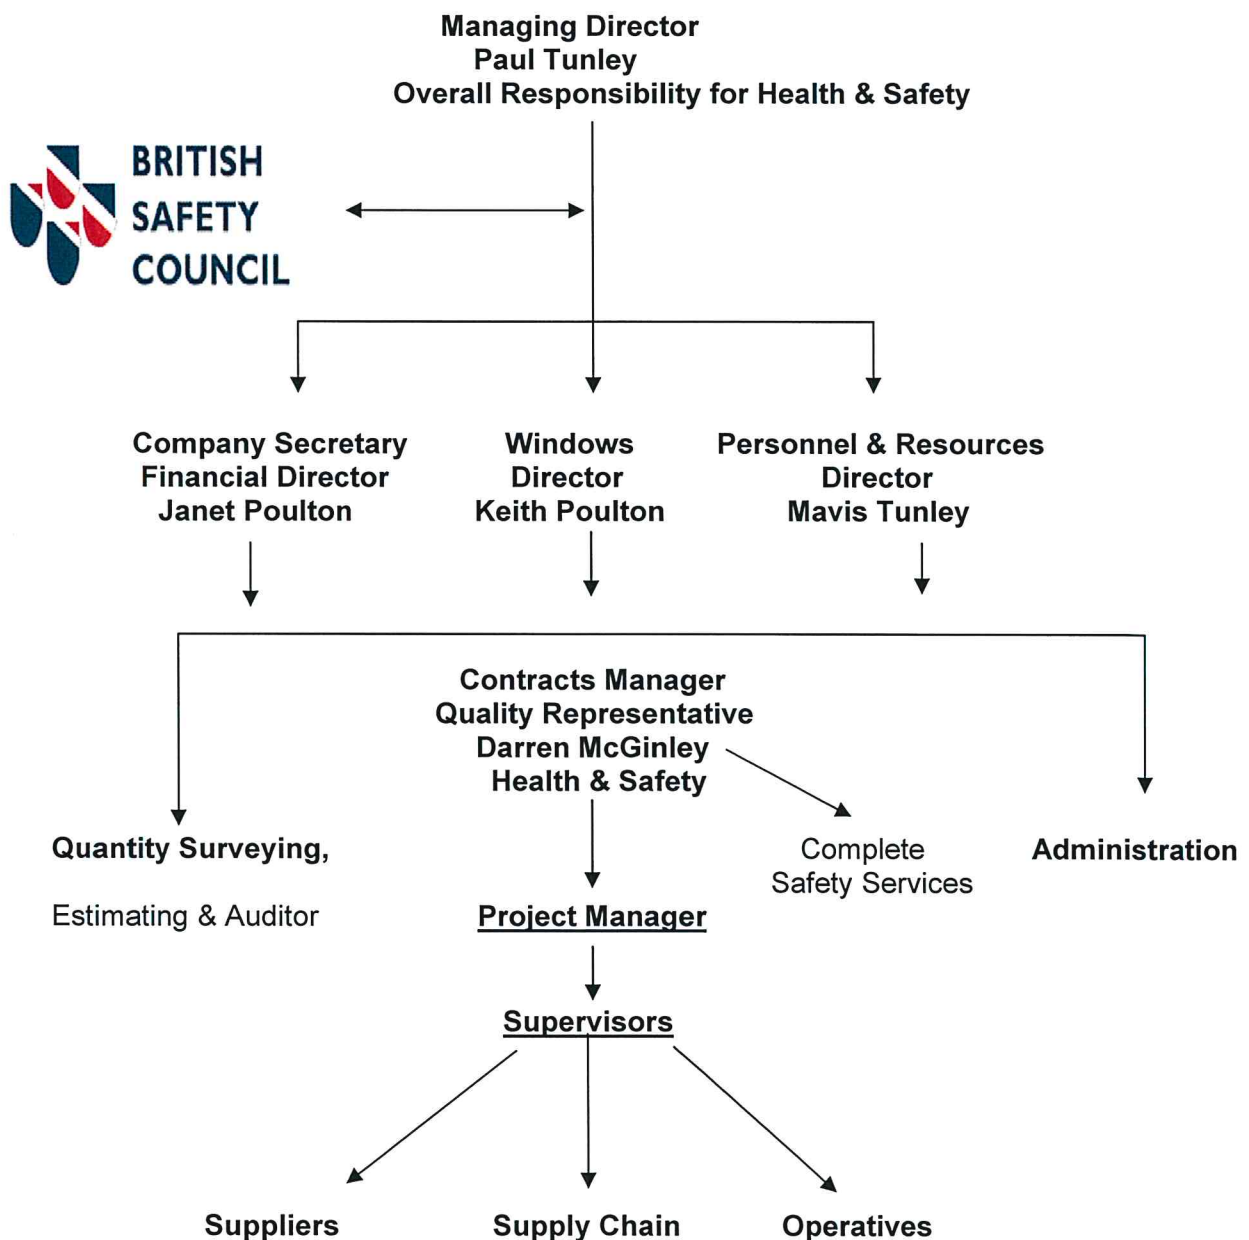 Managing Director
Paul Tunley
Overall Responsibility for Health & Safety
BRITISH
SAFETY
COUNCIL
Company Secretary
Financial Director
Janet Poulton
Windows
Director
Keith Poulton
Personnel & Resources
Director
Mavis Tunley
Contracts Manager
Quality Representative
Darren McGinley
Health & Safety
Quantity Surveying,
Estimating & Auditor
Complete
Safety Services
Administration
Project Manager
Supervisors
Suppliers
Supply Chain
Operatives